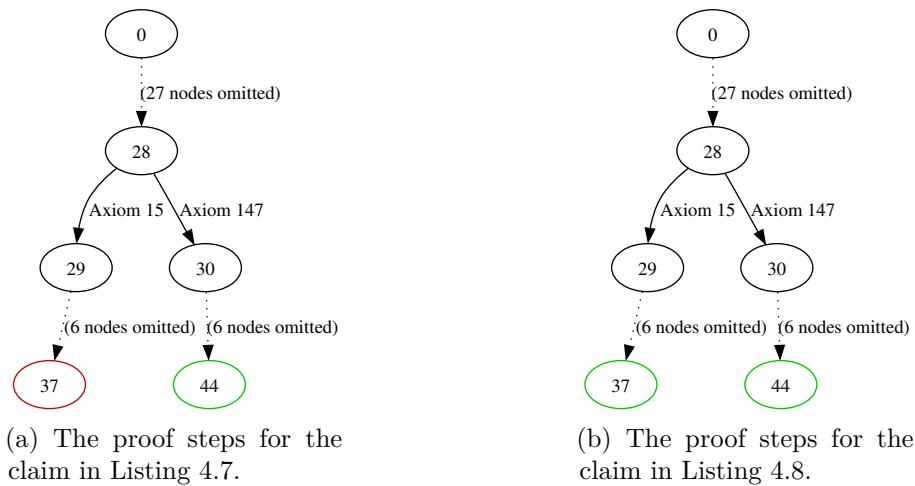 0
(27 nodes omitted)
28
Axiom 15
Axiom 147
29
30
(6 nodes omitted)
(6 nodes omitted)
37
44
(a) The proof steps for the
claim in Listing 4.7.
0
(27 nodes omitted)
28
Axiom 15
Axiom 147
29
30
(6 nodes omitted)
(6 nodes omitted)
37
44
(b) The proof steps for the
claim in Listing 4.8.